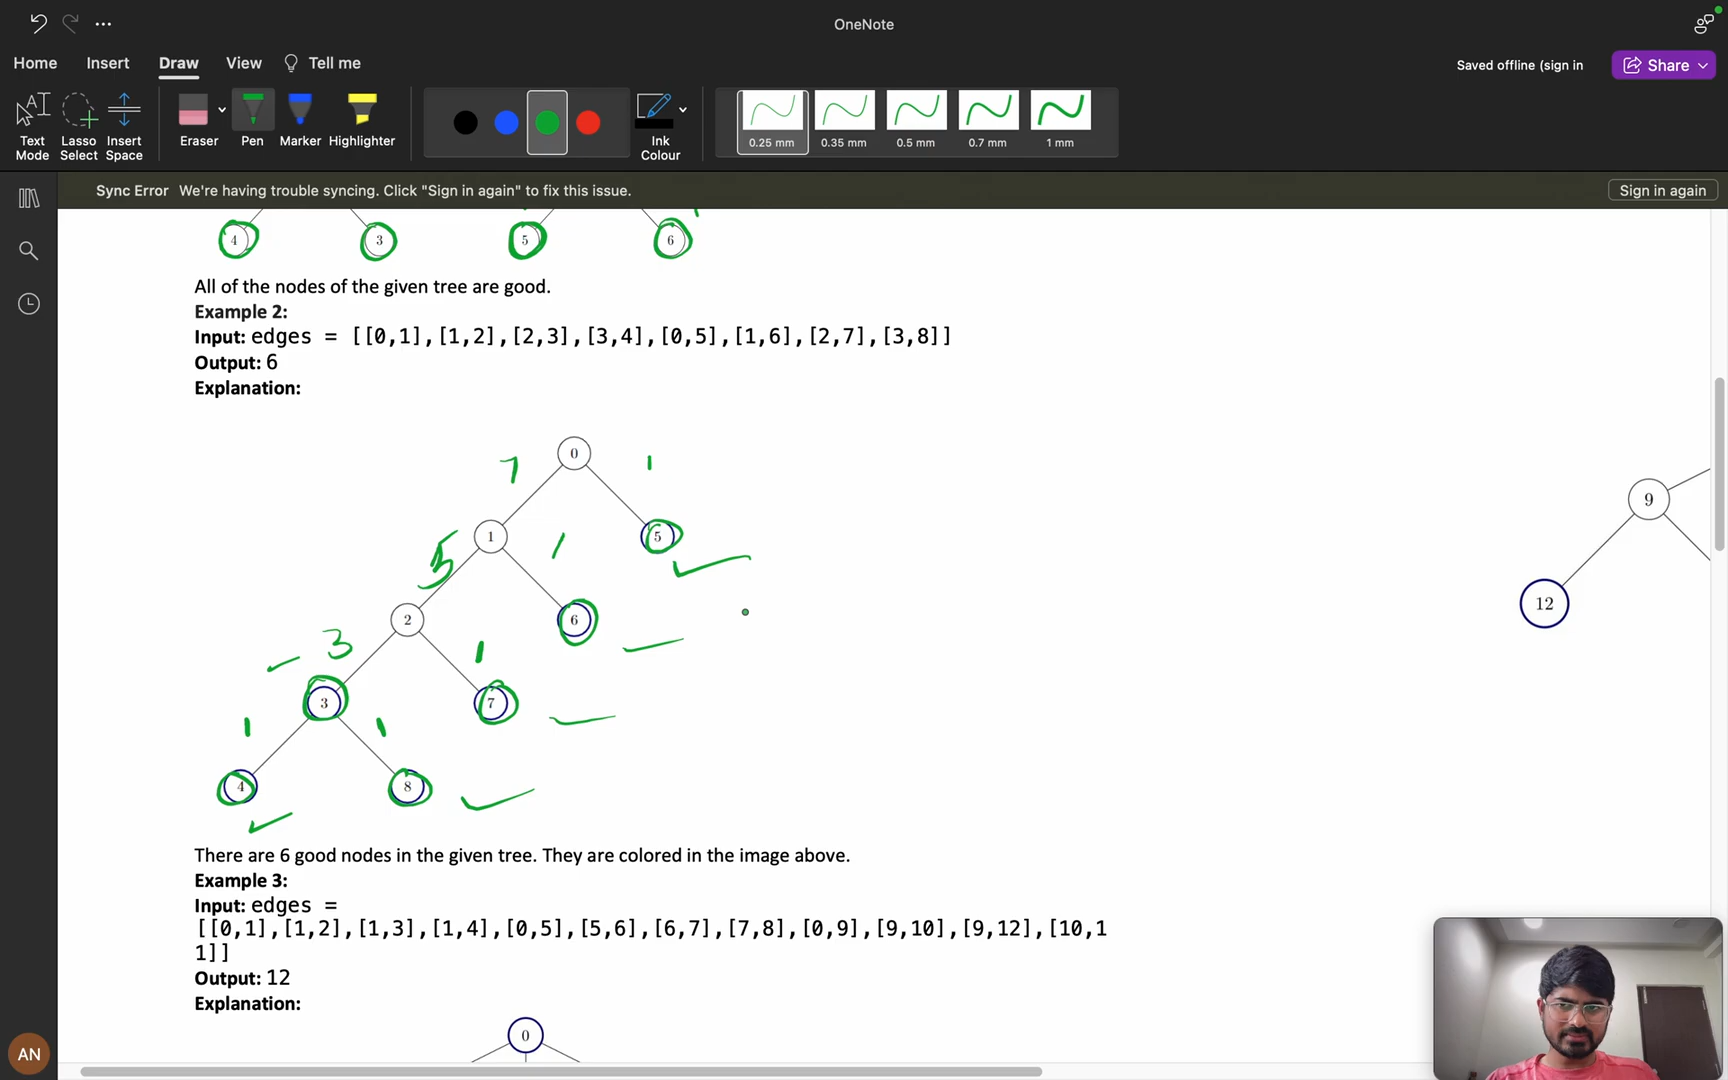 OneNote
Home Insert Draw View Tell me
Saved offline (sign in
Share
Text Mode
Lasso Select
Insert Space
Eraser
Pen
Marker
Highlighter
Ink Colour
0.25 mm
0.35 mm
0.5 mm
0.7 mm
1 mm
Sync Error We're having trouble syncing. Click "Sign in again" to fix this issue.
Sign in again
4 3 5 6
All of the nodes of the given tree are good.
Example 2:
Input: edges = [[0,1],[1,2],[2,3],[3,4],[0,5],[1,6],[2,7],[3,8]]
Output: 6
Explanation:
0
7 1
9
1 5
5 1
12
2 6
3 1
3 7
1 1
4 8
There are 6 good nodes in the given tree. They are colored in the image above.
Example 3:
Input: edges =
[[0,1],[1,2],[1,3],[1,4],[0,5],[5,6],[6,7],[7,8],[0,9],[9,10],[9,12],[10,1
1]]
Output: 12
Explanation:
0
AN